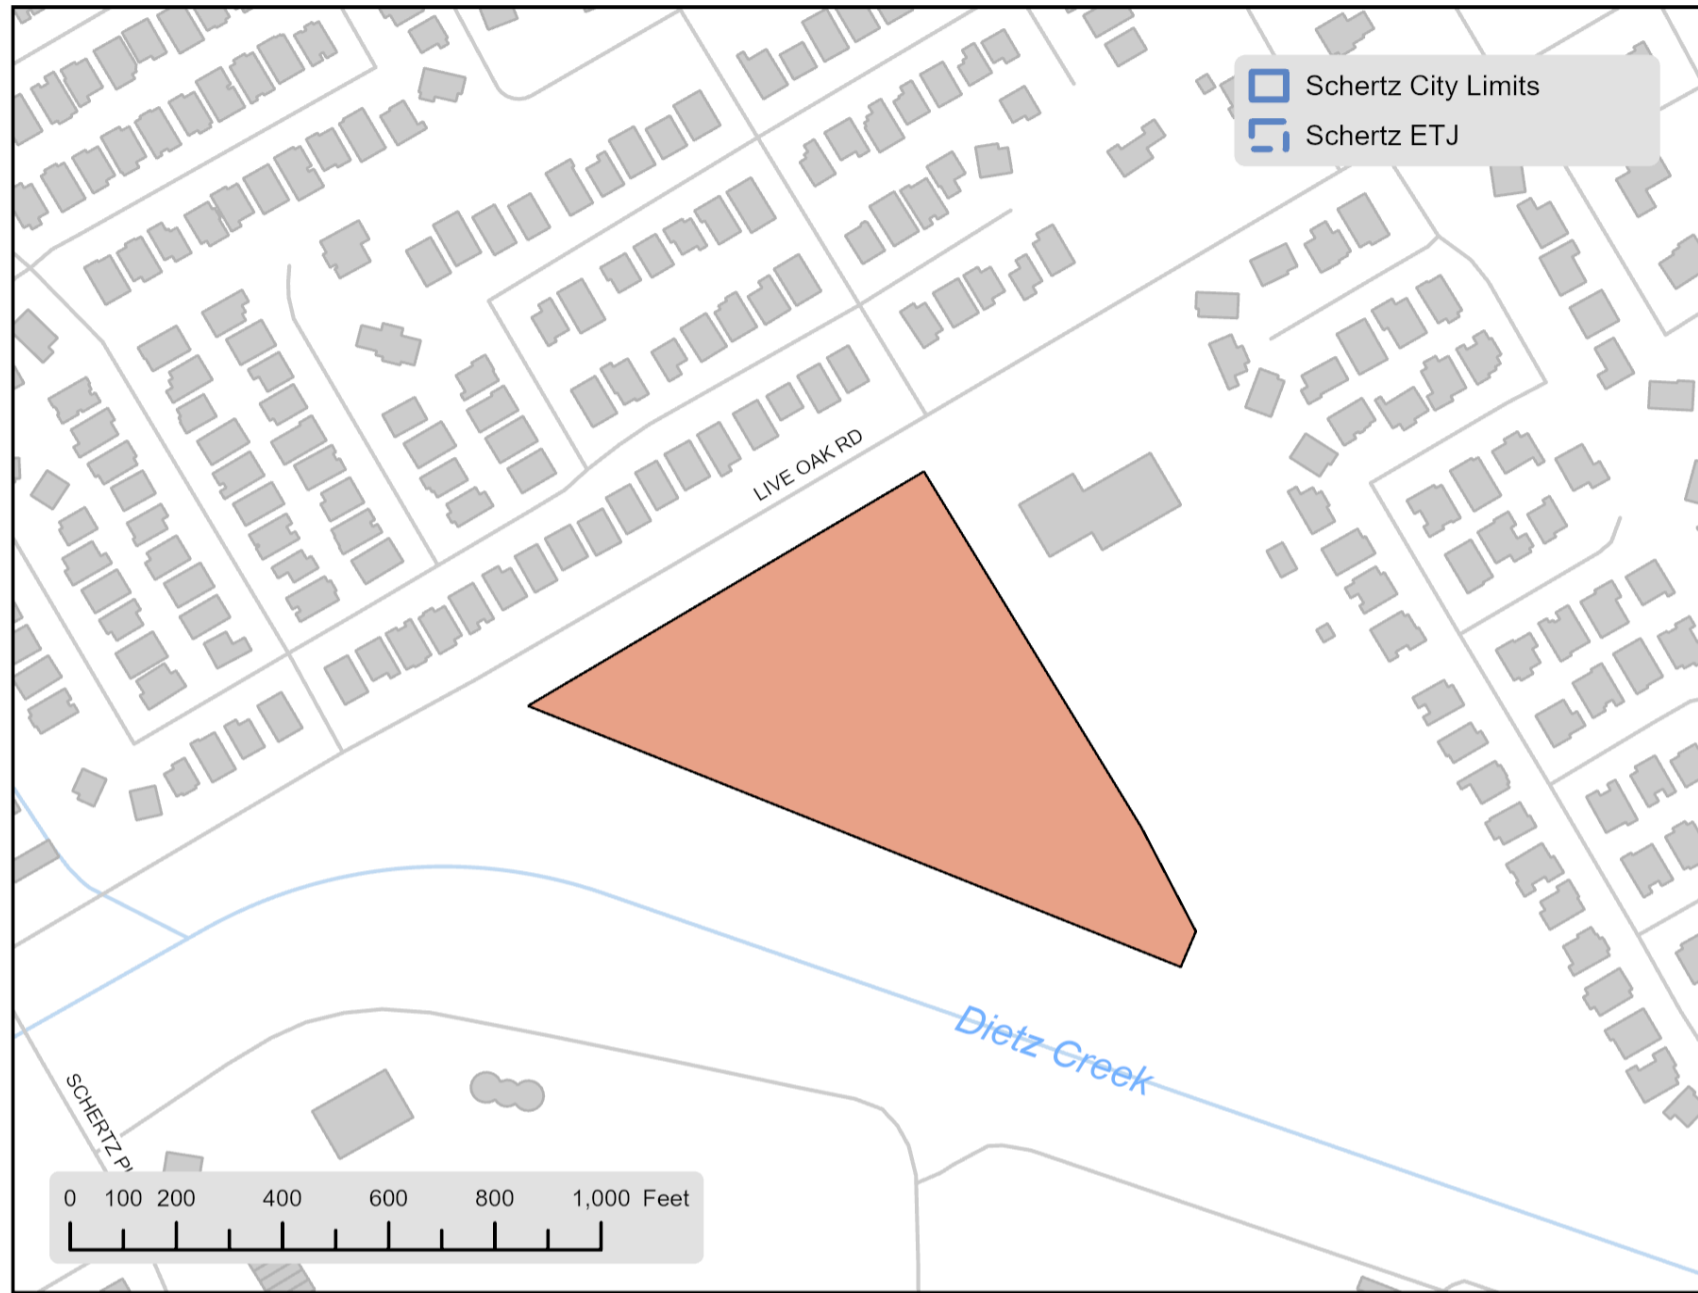 Schertz City Limits
Schertz ETJ
LIVE OAK RD
Dietz Creek
SCHERTZ
0 100 200 400 600 800 1,000 Feet